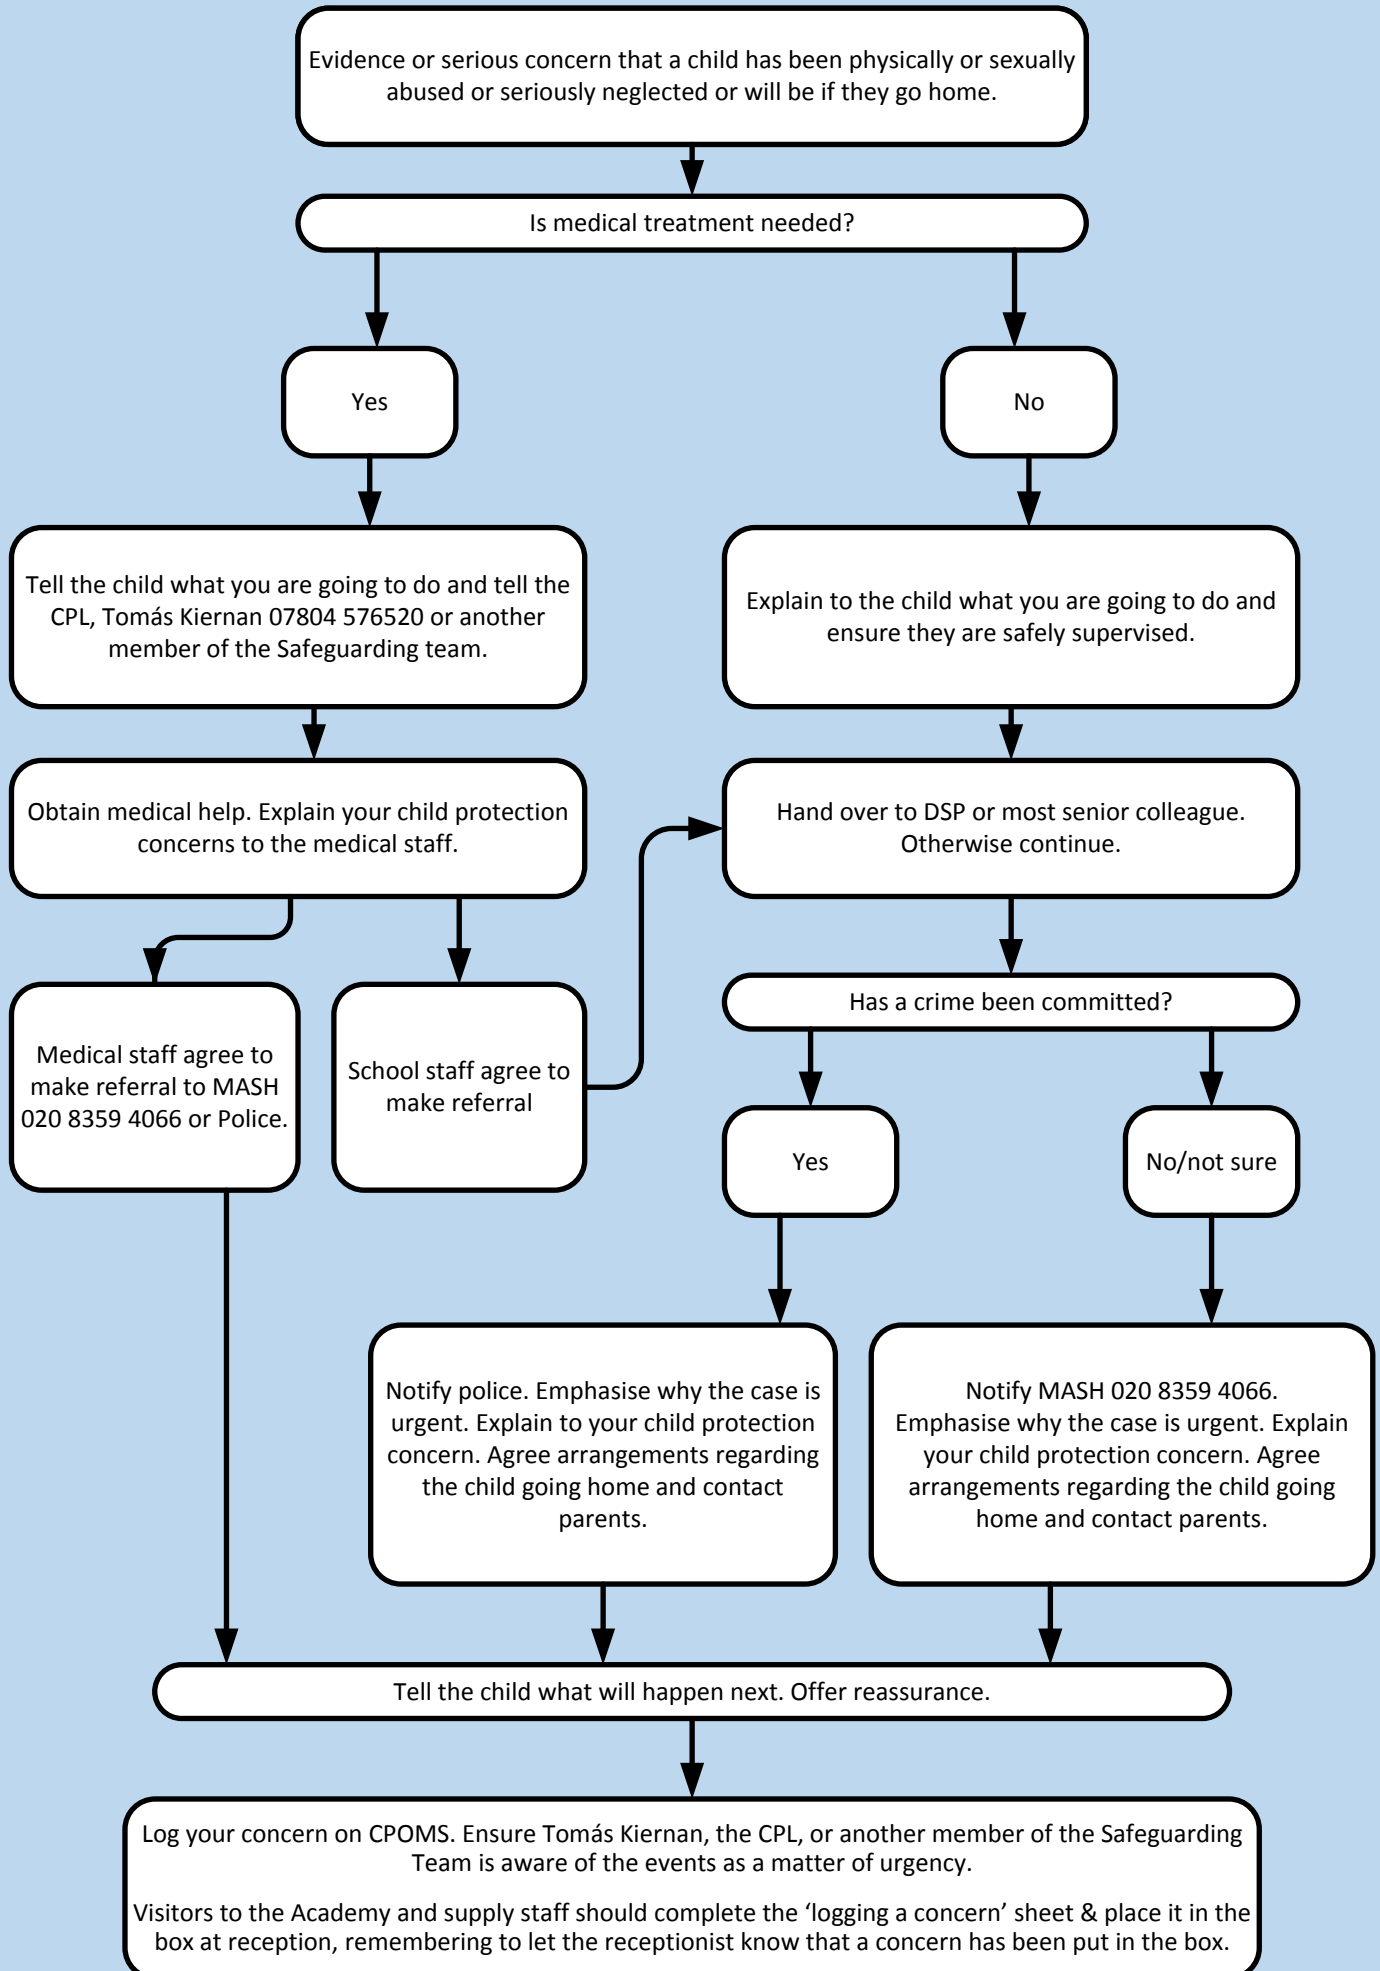 Evidence or serious concern that a child has been physically or sexually
abused or seriously neglected or will be if they go home.
Is medical treatment needed?
Yes
No
Tell the child what you are going to do and tell the
CPL, Tomás Kiernan 07804 576520 or another
member of the Safeguarding team.
Explain to the child what you are going to do and
ensure they are safely supervised.
Obtain medical help. Explain your child protection
concerns to the medical staff.
Hand over to DSP or most senior colleague.
Otherwise continue.
Medical staff agree to
make referral to MASH
020 8359 4066 or Police.
School staff agree to
make referral
Has a crime been committed?
Yes
No/not sure
Notify police. Emphasise why the case is
urgent. Explain to your child protection
concern. Agree arrangements regarding
the child going home and contact
parents.
Notify MASH 020 8359 4066.
Emphasise why the case is urgent. Explain
your child protection concern. Agree
arrangements regarding the child going
home and contact parents.
Tell the child what will happen next. Offer reassurance.
Log your concern on CPOMS. Ensure Tomás Kiernan, the CPL, or another member of the Safeguarding
Team is aware of the events as a matter of urgency.
Visitors to the Academy and supply staff should complete the ‘logging a concern’ sheet & place it in the
box at reception, remembering to let the receptionist know that a concern has been put in the box.